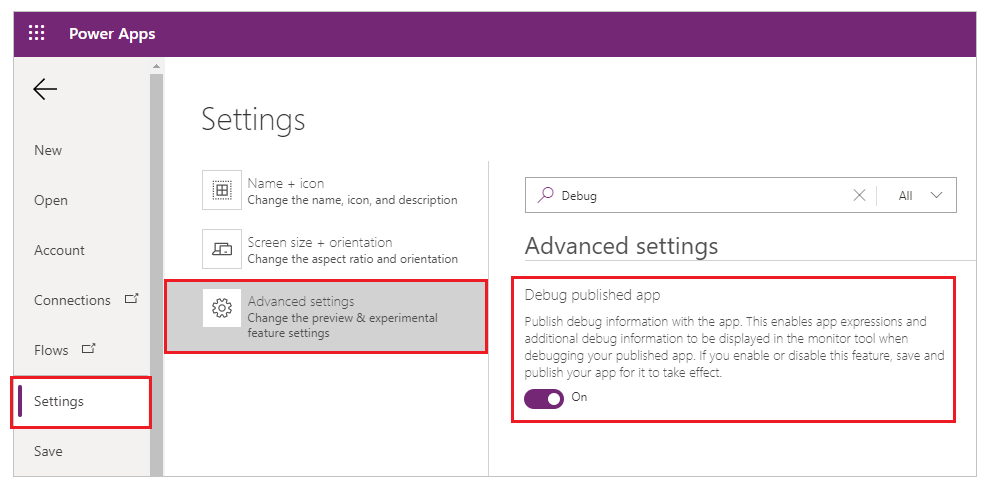 Power Apps
New
Open
Account
Connections
Flows
Settings
Save
Settings
Name + icon
Change the name, icon, and description
Screen size + orientation
Change the aspect ratio and orientation
Advanced settings
Change the preview & experimental
feature settings
Debug
All
Advanced settings
Debug published app
Publish debug information with the app. This enables app expressions and
additional debug information to be displayed in the monitor tool when
debugging your published app. If you enable or disable this feature, save and
publish your app for it to take effect.
On